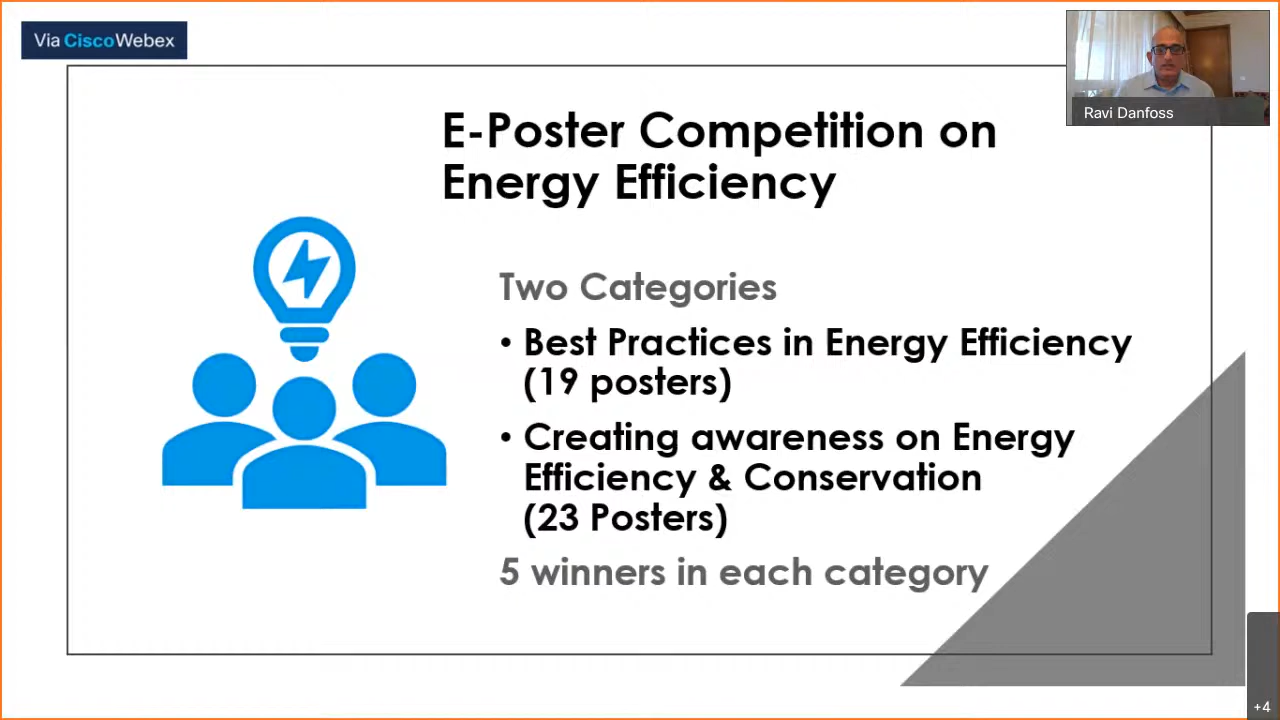 Via CiscoWebex
Ravi Danfoss
E-Poster Competition on
Energy Efficiency
Two Categories
• Best Practices in Energy Efficiency
(19 posters)
• Creating awareness on Energy
Efficiency & Conservation
(23 Posters)
5 winners in each category
+4